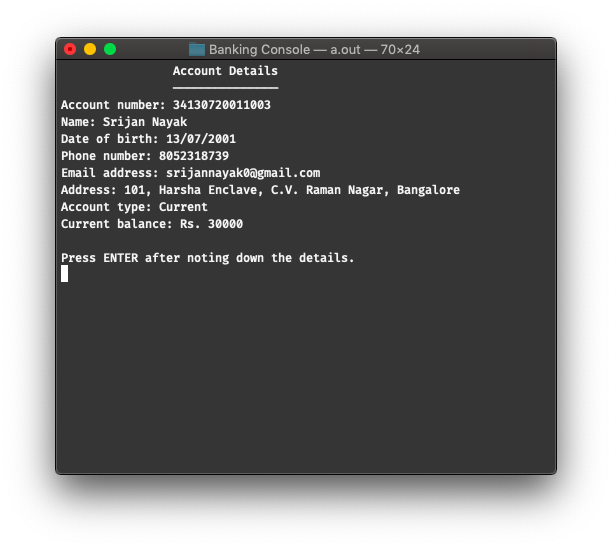 Banking Console — a.out — 70×24
Account Details
Account number: 34130720011003
Name: Srijan Nayak
Date of birth: 13/07/2001
Phone number: 8052318739
Email address: srijannayak0@gmail.com
Address: 101, Harsha Enclave, C.V. Raman Nagar, Bangalore
Account type: Current
Current balance: Rs. 30000
Press ENTER after noting down the details.